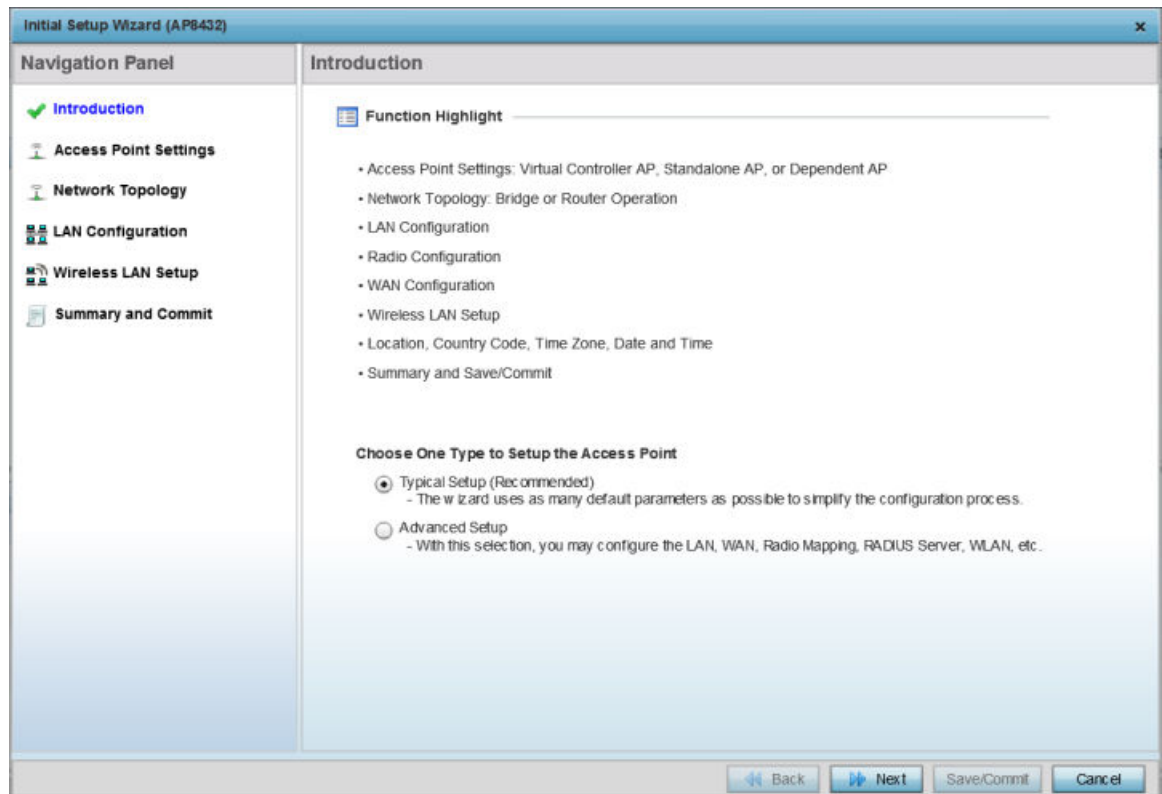 Initial Setup Wizard (AP8432)
x
Navigation Panel
Introduction
Access Point Settings
Network Topology
LAN Configuration
Wireless LAN Setup
Summary and Commit
Introduction
Function Highlight
• Access Point Settings: Virtual Controller AP, Standalone AP, or Dependent AP
• Network Topology: Bridge or Router Operation
• LAN Configuration
• Radio Configuration
• WAN Configuration
• Wireless LAN Setup
• Location, Country Code, Time Zone, Date and Time
• Summary and Save/Commit
Choose One Type to Setup the Access Point
Typical Setup (Recommended)
- The wizard uses as many default parameters as possible to simplify the configuration process.
Advanced Setup
- With this selection, you may configure the LAN, WAN, Radio Mapping, RADIUS Server, WLAN, etc.
Back
Next
Save/Commit
Cancel